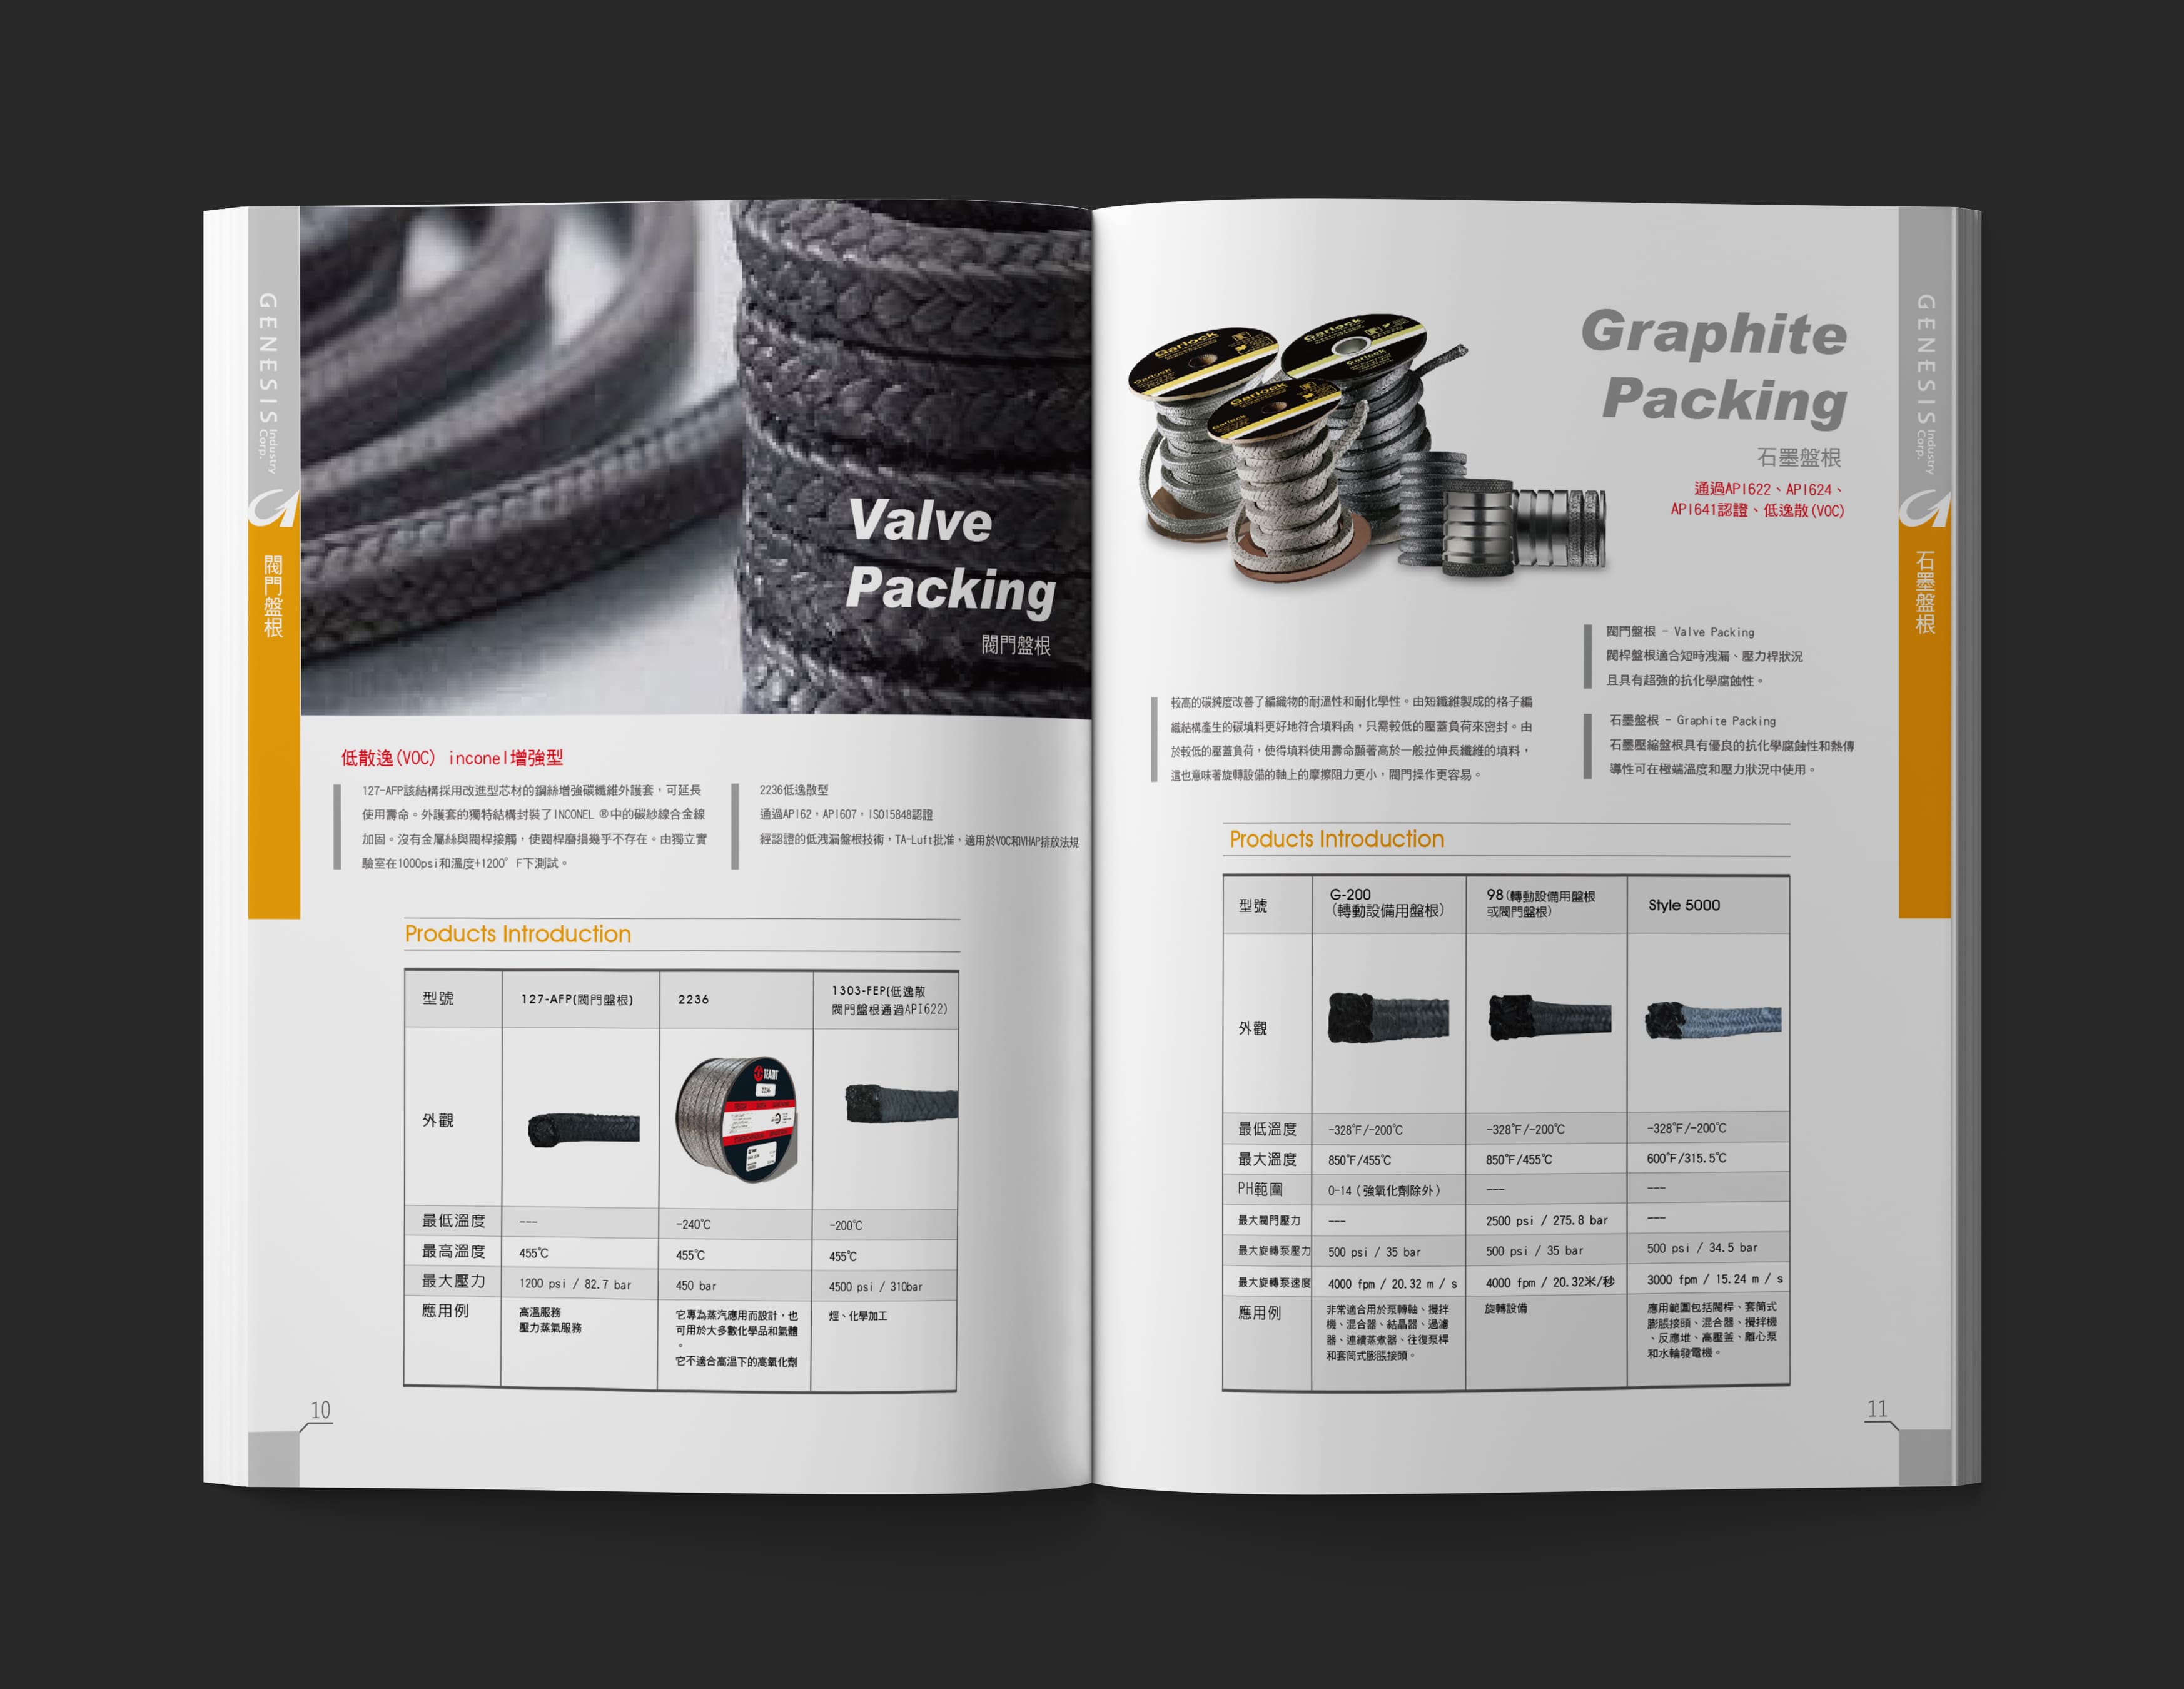 GENESIS
Industry
Corp.
閥門盤根
Valve
Packing
閥門盤根
低散逸(VOC) inconel增強型
127-AFP該結構採用改進型芯材的鋼絲增強碳纖維外護套，可延長
使用壽命。外護套的獨特結構封裝了INCONEL ®中的碳紗線合金線
加固。沒有金屬絲與閥桿接觸，使閥桿磨損幾乎不存在。由獨立實
驗室在1000psi和溫度+1200° F下測試。
2236低逸散型
通過API62，API607，ISO15848認證
經認證的低洩漏盤根技術，TA-Luft批准，適用於VOC和VHAP排放法規
Products Introduction
型號
127-AFP(閥門盤根)
2236
1303-FEP(低逸散
閥門盤根通過API622)
外觀
TEADIT
2236
最低溫度
---
-240℃
-200℃
最高溫度
455℃
455℃
455℃
最大壓力
1200 psi / 82.7 bar
450 bar
4500 psi / 310bar
應用例
高溫服務
壓力蒸氣服務
它專為蒸汽應用而設計，也
可用於大多數化學品和氣體
。
它不適合高溫下的高氧化劑
烴、化學加工
10
Garlock
Garlock
Garlock
Garlock
Garlock
Garlock
Graphite
Packing
石墨盤根
通過API622、API624、
API641認證、低逸散(VOC)
GENESIS
Industry
Corp.
石墨盤根
較高的碳純度改善了編織物的耐溫性和耐化學性。由短纖維製成的格子編
織結構產生的碳填料更好地符合填料函，只需較低的壓蓋負荷來密封。由
於較低的壓蓋負荷，使得填料使用壽命顯著高於一般拉伸長纖維的填料，
這也意味著旋轉設備的軸上的摩擦阻力更小，閥門操作更容易。
閥門盤根 - Valve Packing
閥桿盤根適合短時洩漏、壓力桿狀況
且具有超強的抗化學腐蝕性。
石墨盤根 - Graphite Packing
石墨壓縮盤根具有優良的抗化學腐蝕性和熱傳
導性可在極端溫度和壓力狀況中使用。
Products Introduction
型號
G-200
(轉動設備用盤根)
98(轉動設備用盤根
或閥門盤根)
Style 5000
外觀
最低溫度
-328℉/-200℃
-328℉/-200℃
-328℉/-200℃
最大溫度
850℉/455℃
850℉/455℃
600℉/315.5℃
PH範圍
0-14 (強氧化劑除外)
---
---
最大閥門壓力
---
2500 psi / 275.8 bar
---
最大旋轉泵壓力
500 psi / 35 bar
500 psi / 35 bar
500 psi / 34.5 bar
最大旋轉泵速度
4000 fpm / 20.32 m / s
4000 fpm / 20.32米/秒
3000 fpm / 15.24 m / s
應用例
非常適合用於泵轉軸、攪拌
機、混合器、結晶器、過濾
器、連續蒸煮器、往復泵桿
和套筒式膨脹接頭。
旋轉設備
應用範圍包括閥桿、套筒式
膨脹接頭、混合器、攪拌機
、反應堆、高壓釜、離心泵
和水輪發電機。
11